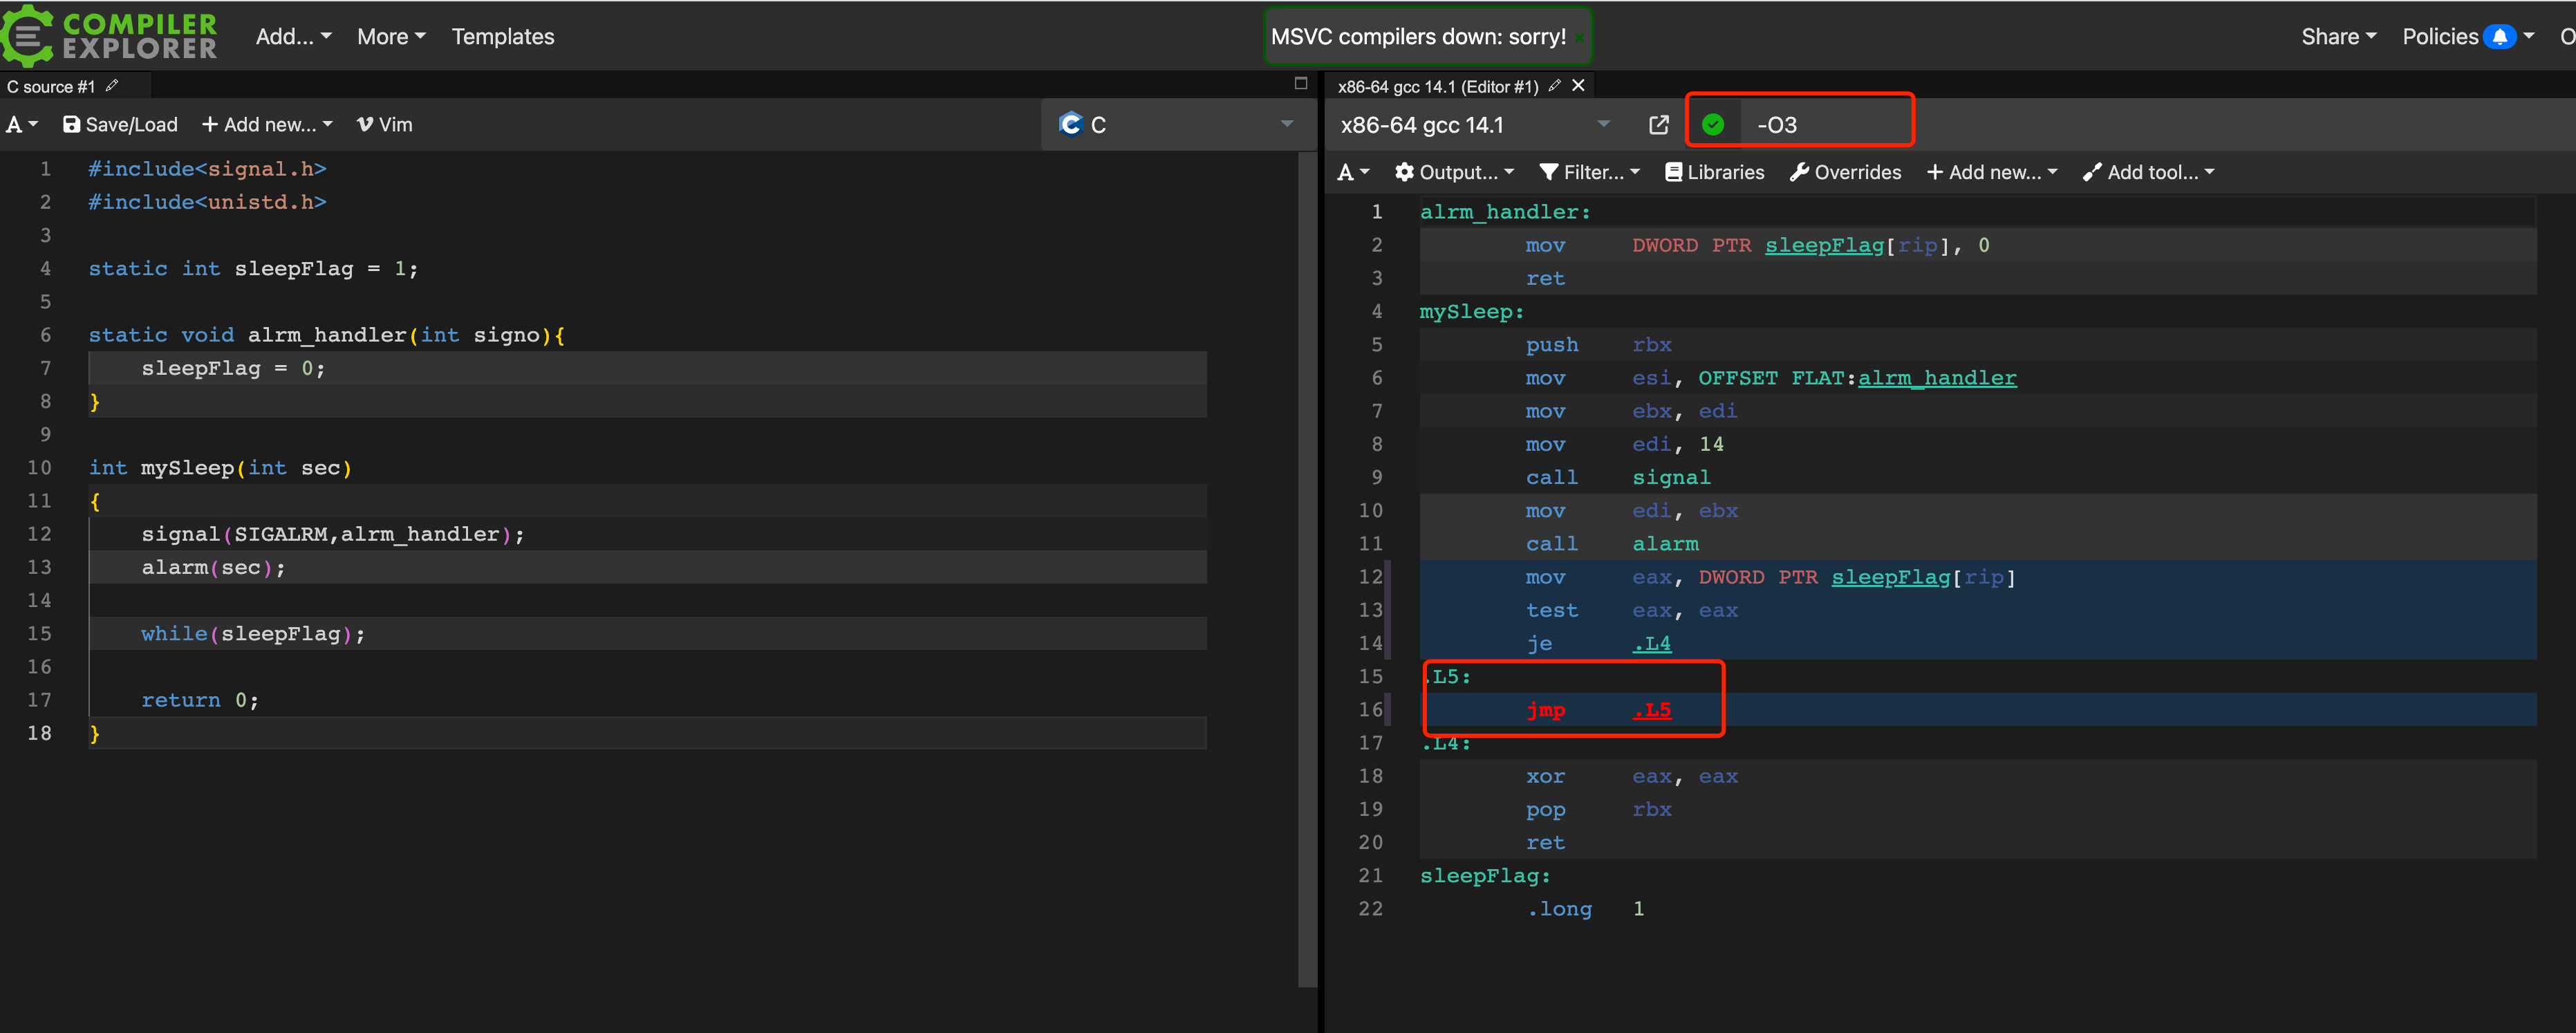 COMPILER EXPLORER Add... More Templates MSVC compilers down: sorry! × Share Policies
C source #1
A Save/Load + Add new... Vim C
1 #include<signal.h>
2 #include<unistd.h>
3
4 static int sleepFlag = 1;
5
6 static void alrm_handler(int signo){
7 sleepFlag = 0;
8 }
9
10 int mySleep(int sec)
11 {
12 signal(SIGALRM,alrm_handler);
13 alarm(sec);
14
15 while(sleepFlag);
16
17 return 0;
18 }
x86-64 gcc 14.1 (Editor #1)
x86-64 gcc 14.1 -O3
A Output... Filter... Libraries Overrides + Add new... Add tool...
1 alrm_handler:
2 mov DWORD PTR sleepFlag[rip], 0
3 ret
4 mySleep:
5 push rbx
6 mov esi, OFFSET FLAT:alrm_handler
7 mov ebx, edi
8 mov edi, 14
9 call signal
10 mov edi, ebx
11 call alarm
12 mov eax, DWORD PTR sleepFlag[rip]
13 test eax, eax
14 je .L4
15 .L5:
16 jmp .L5
17 .L4:
18 xor eax, eax
19 pop rbx
20 ret
21 sleepFlag:
22 .long 1